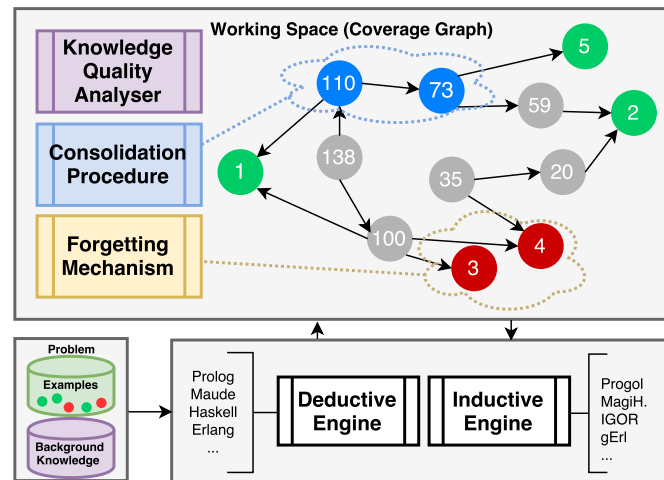 Working Space (Coverage Graph)
Knowledge
Quality
Analyser
Consolidation
Procedure
Forgetting
Mechanism
5
110
73
59
2
138
1
35
20
100
4
3
Problem
Examples
Background
Knowledge
Prolog
Maude
Haskell
Erlang
...
Deductive
Engine
Inductive
Engine
Progol
MagiH.
IGOR
gErl
...